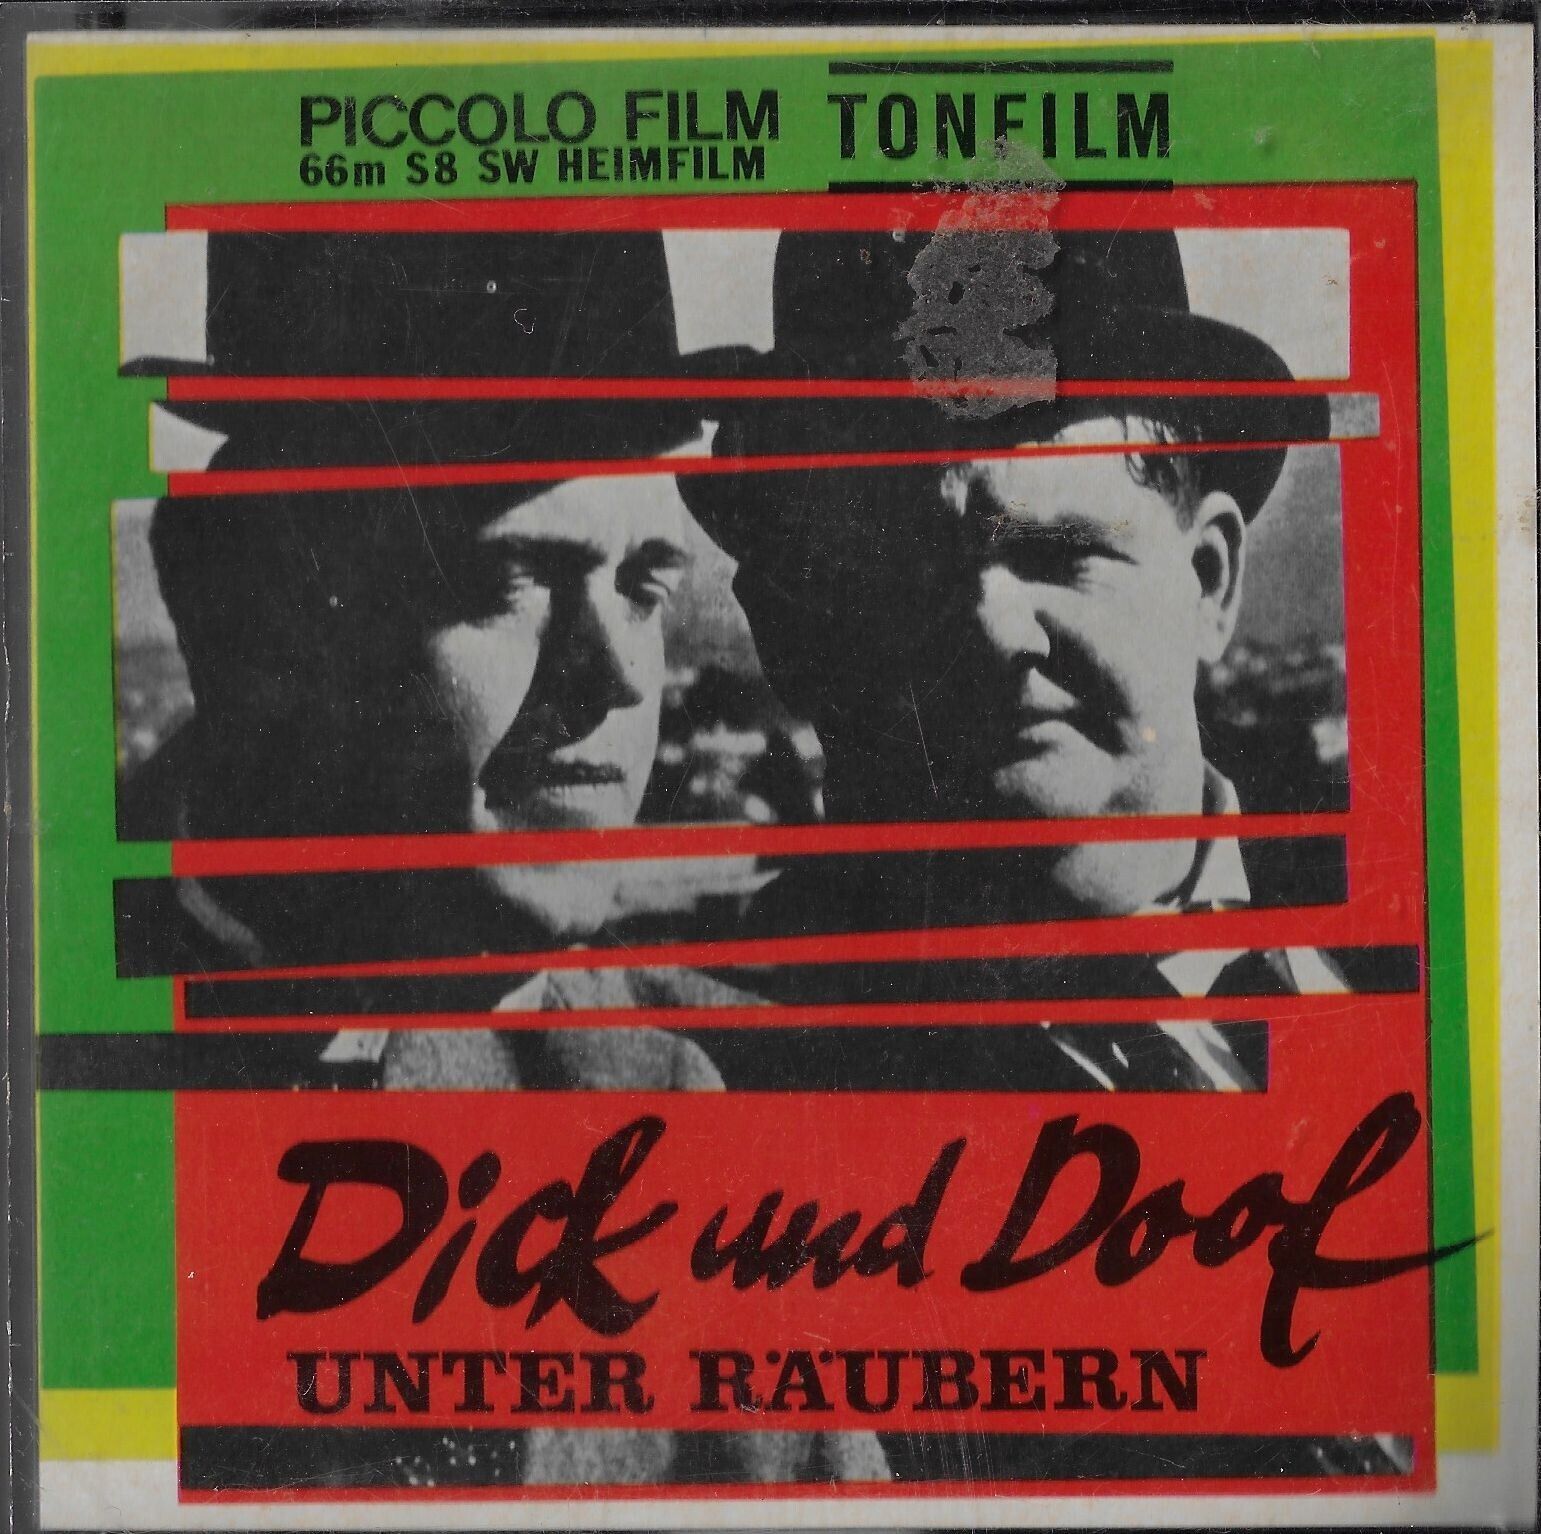 PICCOLO FILM
66m S8 SW HEIMFILM
TONFILM
Dick und Doof
UNTER RÄUBERN